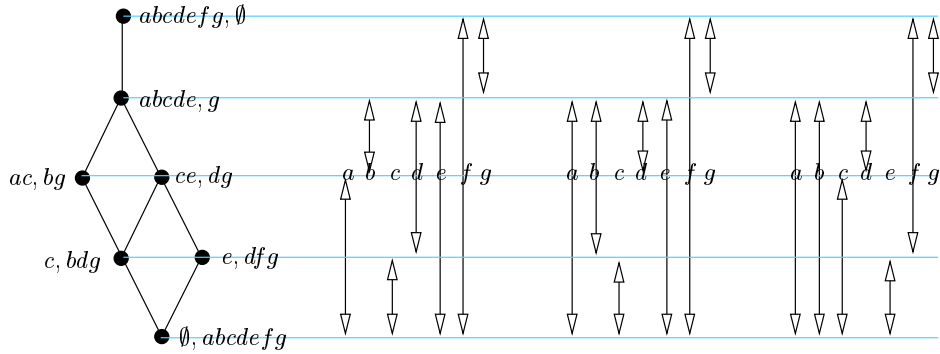 abcdefg, ∅
abcde, g
ac, bg ce, dg a b c d e f g a b c d e f g a b c d e f g
c, bdg e, dfg
∅, abcdefg